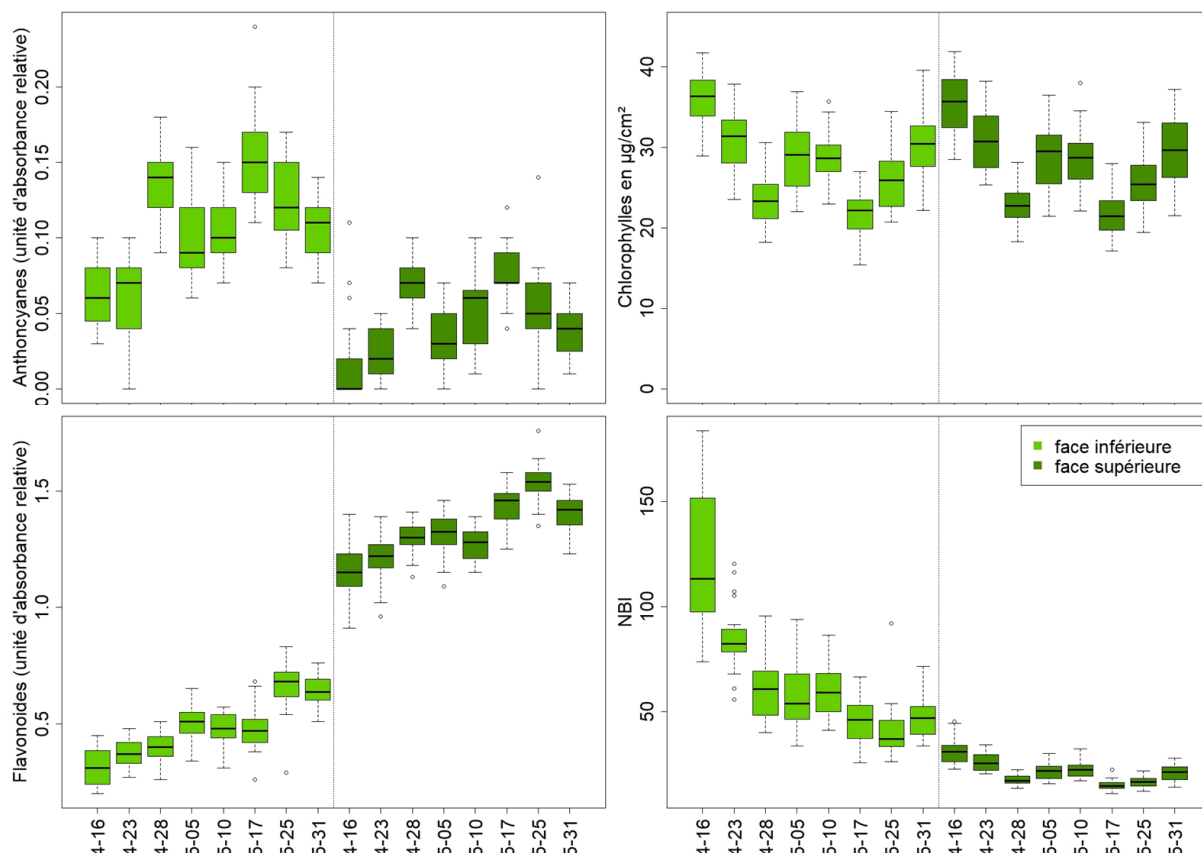 Anthoncyanes (unité d'absorbance relative)
0.00 0.05 0.10 0.15 0.20
Chlorophylles en µg/cm²
0 10 20 30 40
Flavonoides (unité d'absorbance relative)
0.5 1.0 1.5
NBI
50 100 150
face inférieure
face supérieure
4-16 4-23 4-28 5-05 5-10 5-17 5-25 5-31 4-16 4-23 4-28 5-05 5-10 5-17 5-25 5-31
4-16 4-23 4-28 5-05 5-10 5-17 5-25 5-31 4-16 4-23 4-28 5-05 5-10 5-17 5-25 5-31